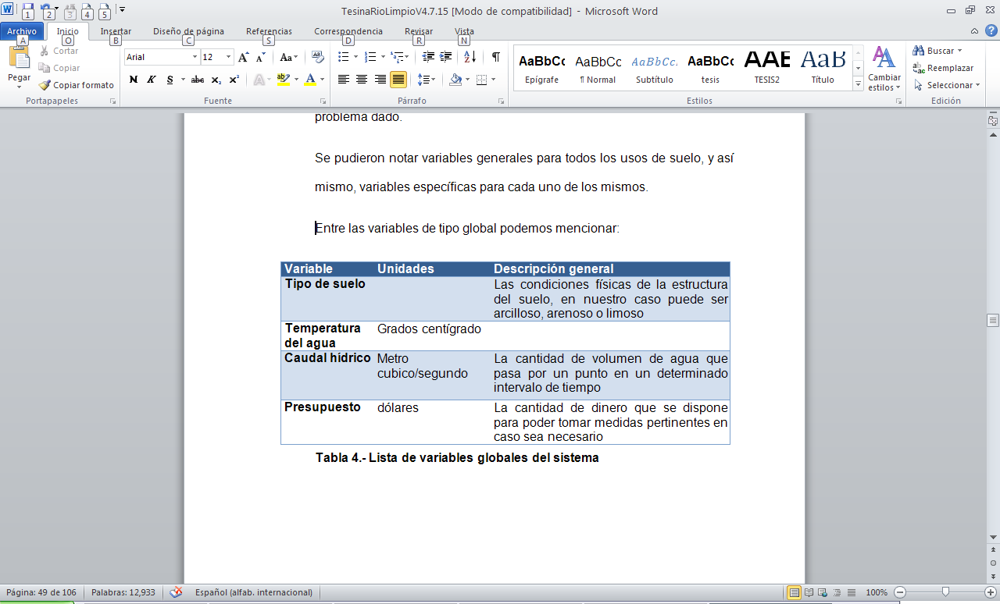 TesinaRioLimpioV4.7.15 [Modo de compatibilidad] - Microsoft Word
1 2 3 4 5
Archivo Inicio Insertar Diseño de página Referencias Correspondencia Revisar Vista
A O B C S D R N
Pegar
Cortar
Copiar
Copiar formato
Portapapeles
Arial 12
N K S abc x₂ x²
Fuente
Párrafo
AaBbCc AaBbCc AaBbCc. AaBbCc AAE AaB
Epígrafe ¶ Normal Subtítulo tesis TESIS2 Título
Cambiar
estilos
Estilos
Buscar
Reemplazar
Seleccionar
Edición
problema dado.
Se pudieron notar variables generales para todos los usos de suelo, y así
mismo, variables específicas para cada uno de los mismos.
Entre las variables de tipo global podemos mencionar:
Variable Unidades Descripción general
Tipo de suelo Las condiciones físicas de la estructura
del suelo, en nuestro caso puede ser
arcilloso, arenoso o limoso
Temperatura Grados centígrado
del agua
Caudal hídrico Metro La cantidad de volumen de agua que
cubico/segundo pasa por un punto en un determinado
intervalo de tiempo
Presupuesto dólares La cantidad de dinero que se dispone
para poder tomar medidas pertinentes en
caso sea necesario
Tabla 4.- Lista de variables globales del sistema
Página: 49 de 106 Palabras: 12,933 Español (alfab. internacional) 100%